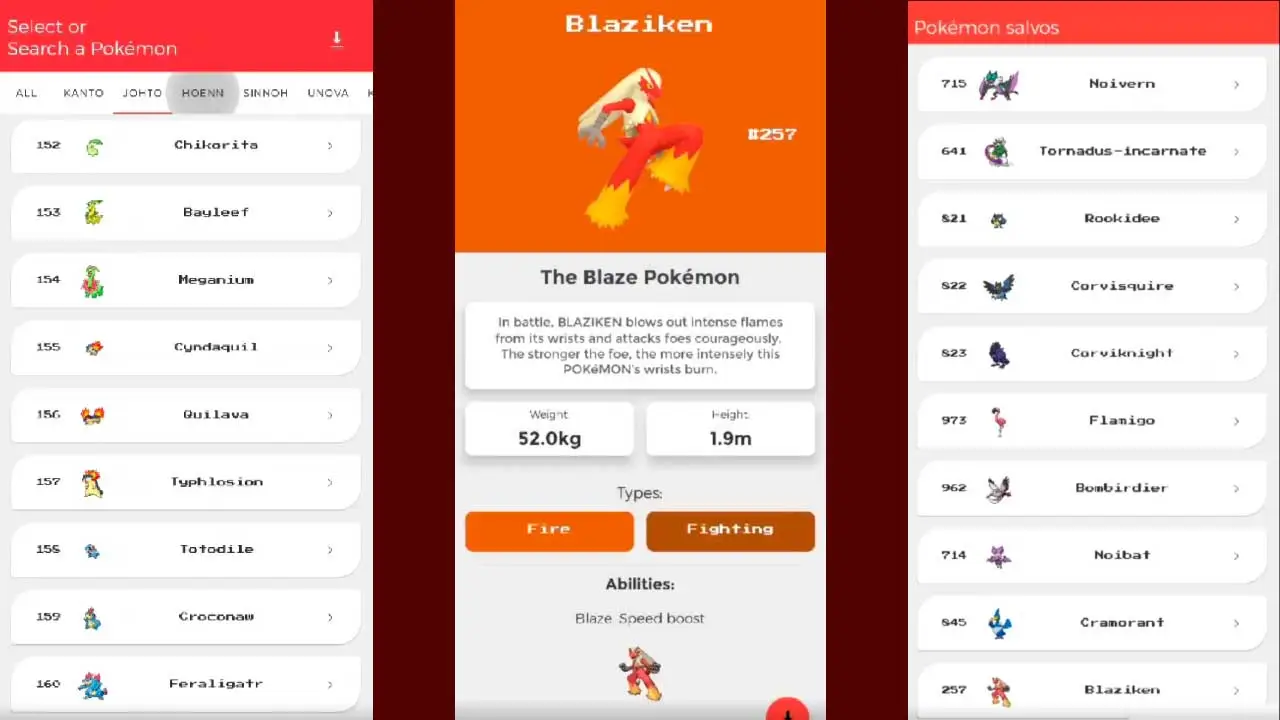 Select or
Search a Pokémon
ALL KANTO JOHTO HOENN SINNOH UNOVA
152 Chikorita
153 Bayleef
154 Meganium
155 Cyndaquil
156 Quilava
157 Typhlosion
158 Totodile
159 Croconaw
160 Feraligatr
Blaziken
#257
The Blaze Pokémon
In battle, BLAZIKEN blows out intense flames
from its wrists and attacks foes courageously.
The stronger the foe, the more intensely this
POKéMON's wrists burn.
Weight:
52.0kg
Height:
1.9m
Types:
Fire
Fighting
Abilities:
Blaze Speed boost
Pokémon salvos
715 Noivern
641 Tornadus-incarnate
821 Rookidee
822 Corvisquire
823 Corviknight
973 Flamigo
962 Bombirdier
714 Noibat
845 Cramorant
257 Blaziken